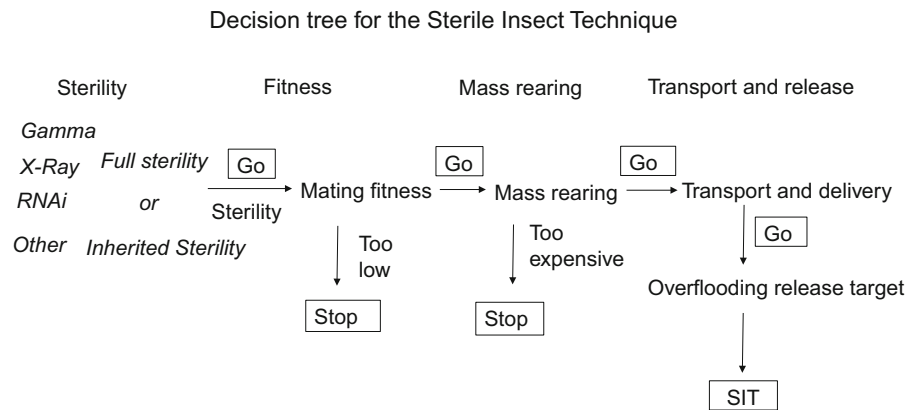 Decision tree for the Sterile Insect Technique
Sterility Fitness Mass rearing Transport and release
Gamma
X-Ray Full sterility
RNAi or
Other Inherited Sterility
Go
Sterility
Mating fitness
Too
low
Stop
Go
Mass rearing
Too
expensive
Stop
Go
Transport and delivery
Go
Overflooding release target
SIT